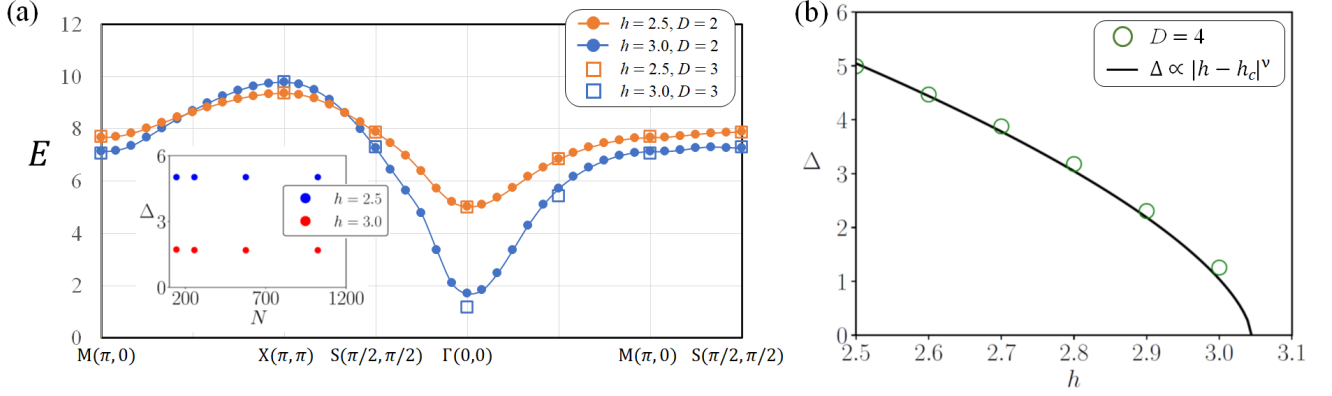 (a)
12
10
8
6
4
2
0
E
h = 2.5, D = 2
h = 3.0, D = 2
h = 2.5, D = 3
h = 3.0, D = 3
6
3
0
Δ
h = 2.5
h = 3.0
200 700 1200
N
M(π,0) X(π,π) S(π/2,π/2) Γ(0,0) M(π,0) S(π/2,π/2)
(b)
6
5
4
3
2
1
0
Δ
D = 4
Δ ∝ |h − h_c|^ν
2.5 2.6 2.7 2.8 2.9 3.0 3.1
h